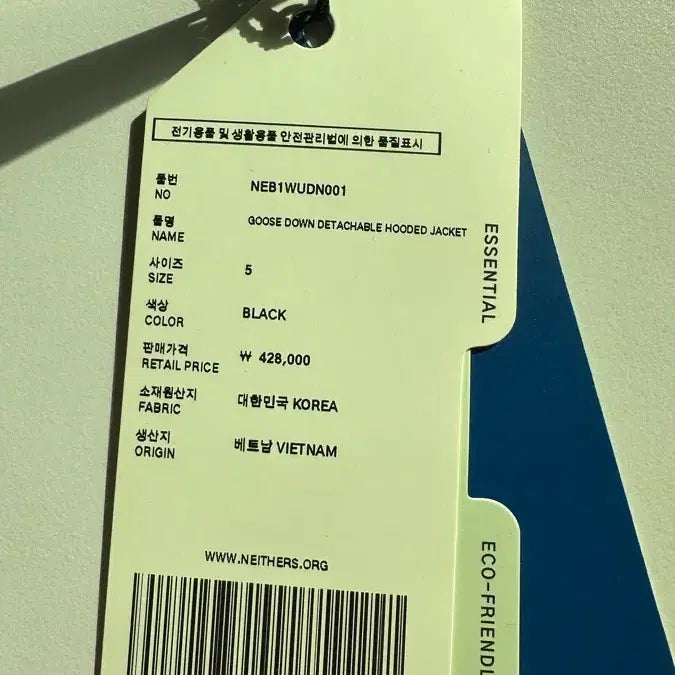 전기용품 및 생활용품 안전관리법에 의한 품질표시
품번
NO
NEB1WUDN001
품명
NAME
GOOSE DOWN DETACHABLE HOODED JACKET
사이즈
SIZE
5
색상
COLOR
BLACK
판매가격
RETAIL PRICE
₩ 428,000
소재원산지
FABRIC
대한민국 KOREA
생산지
ORIGIN
베트남 VIETNAM
WWW.NEITHERS.ORG
ESSENTIAL
ECO-FRIENDL